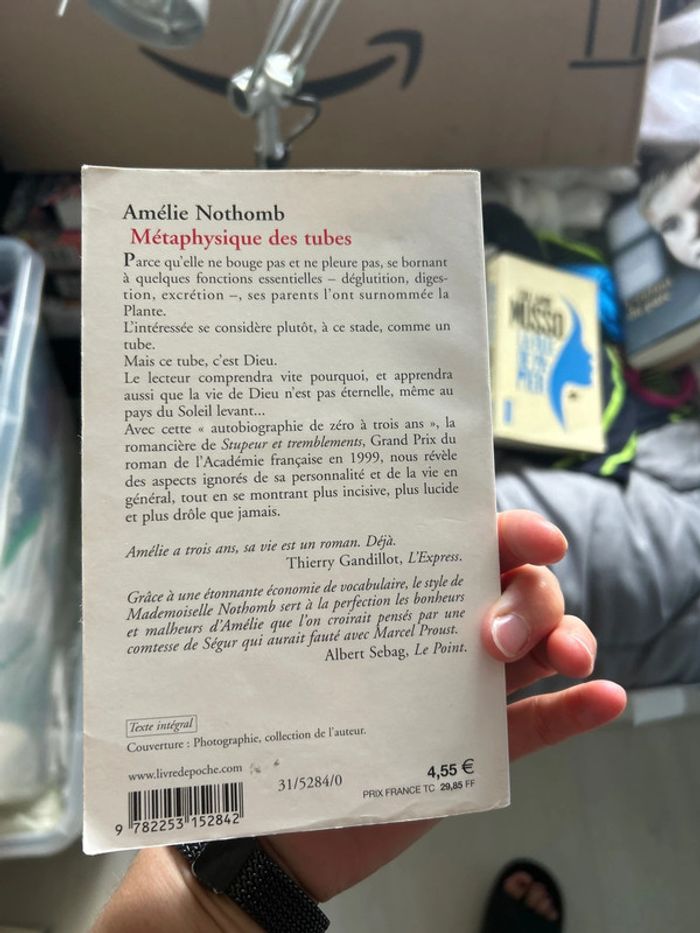 Amélie Nothomb
Métaphysique des tubes
Parce qu'elle ne bouge pas et ne pleure pas, se bornant
à quelques fonctions essentielles – déglutition, diges-
tion, excrétion –, ses parents l'ont surnommée la
Plante.
L'intéressée se considère plutôt, à ce stade, comme un
tube.
Mais ce tube, c'est Dieu.
Le lecteur comprendra vite pourquoi, et apprendra
aussi que la vie de Dieu n'est pas éternelle, même au
pays du Soleil levant...
Avec cette « autobiographie de zéro à trois ans », la
romancière de Stupeur et tremblements, Grand Prix du
roman de l'Académie française en 1999, nous révèle
des aspects ignorés de sa personnalité et de la vie en
général, tout en se montrant plus incisive, plus lucide
et plus drôle que jamais.
Amélie a trois ans, sa vie est un roman. Déjà.
Thierry Gandillot, L'Express.
Grâce à une étonnante économie de vocabulaire, le style de
Mademoiselle Nothomb sert à la perfection les bonheurs
et malheurs d'Amélie que l'on croirait pensés par une
comtesse de Ségur qui aurait fauté avec Marcel Proust.
Albert Sebag, Le Point.
Texte intégral
Couverture : Photographie, collection de l'auteur.
www.livredepoche.com
31/5284/0
4,55 €
PRIX FRANCE TC 29,85 FF
9 782253 152842
MUSSO